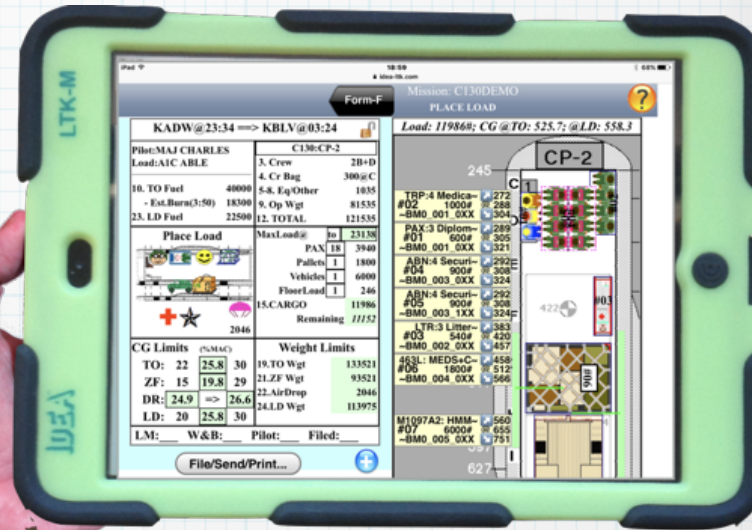 LTK-M
IDEA
iPad
18:59
idea-ltk.com
68%
Form-F
Mission: C130DEMO
PLACE LOAD
?
KADW@23:34 ==> KBLV@03:24
Pilot:MAJ CHARLES
Load:A1C ABLE
10. TO Fuel 40000
- Est.Burn(3:50) 18300
23. LD Fuel 22500
C130:CP-2
3. Crew 2B+D
4. Cr Bag 300@C
5-8. Eq/Other 1035
9. Op Wgt 81535
12. TOTAL 121535
Place Load
2046
MaxLoad@ to 23138
PAX 18 3940
Pallets 1 1800
Vehicles 1 6000
FloorLoad 1 246
15.CARGO 11986
Remaining 11152
CG Limits (%MAC)
TO: 22 25.8 30
ZF: 15 19.8 29
DR: 24.9 => 26.6
LD: 20 25.8 30
Weight Limits
19.TO Wgt 133521
21.ZF Wgt 93521
22.AirDrop 2046
24.LD Wgt 113975
LM:___ W&B:___ Pilot:___ Filed:___
File/Send/Print...
Load: 11986#; CG @TO: 525.7; @LD: 558.3
CP-2
245
C
1
TRP:4 Medica~ 272
#02 1000# 288
~BM0_001_0XX 304
PAX:3 Diplom~ 289
#01 600# 305
~BM0_001_1XX 321
ABN:4 Securi~ 292
#04 900# 308
~BM0_003_0XX 324
ABN:4 Securi~ 292
#05 900# 308
~BM0_003_1XX 324
F
LTR:3 Litter~ 383
#03 540# 420
~BM0_002_0XX 457
463L: MEDS+C~ 458
#06 1800# 512
~BM0_004_0XX 566
M1097A2: HMM~ 560
#07 6000# 655
~BM0_005_0XX 751
422
#03
#06
597
627
I